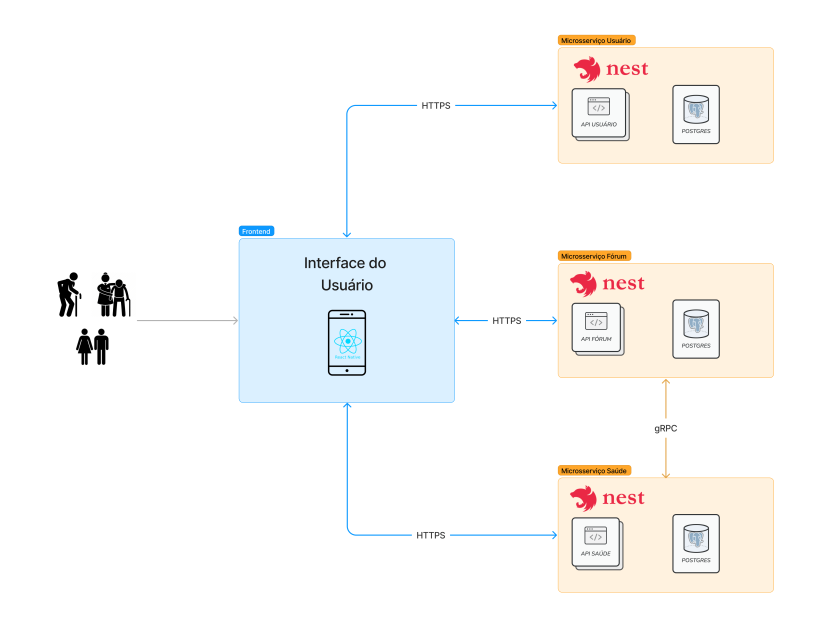 Microsserviço Usuário
nest
HTTPS
API USUÁRIO
POSTGRES
Frontend
Interface do
Usuário
React Native
Microsserviço Fórum
nest
HTTPS
API FÓRUM
POSTGRES
gRPC
Microsserviço Saúde
nest
HTTPS
API SAÚDE
POSTGRES